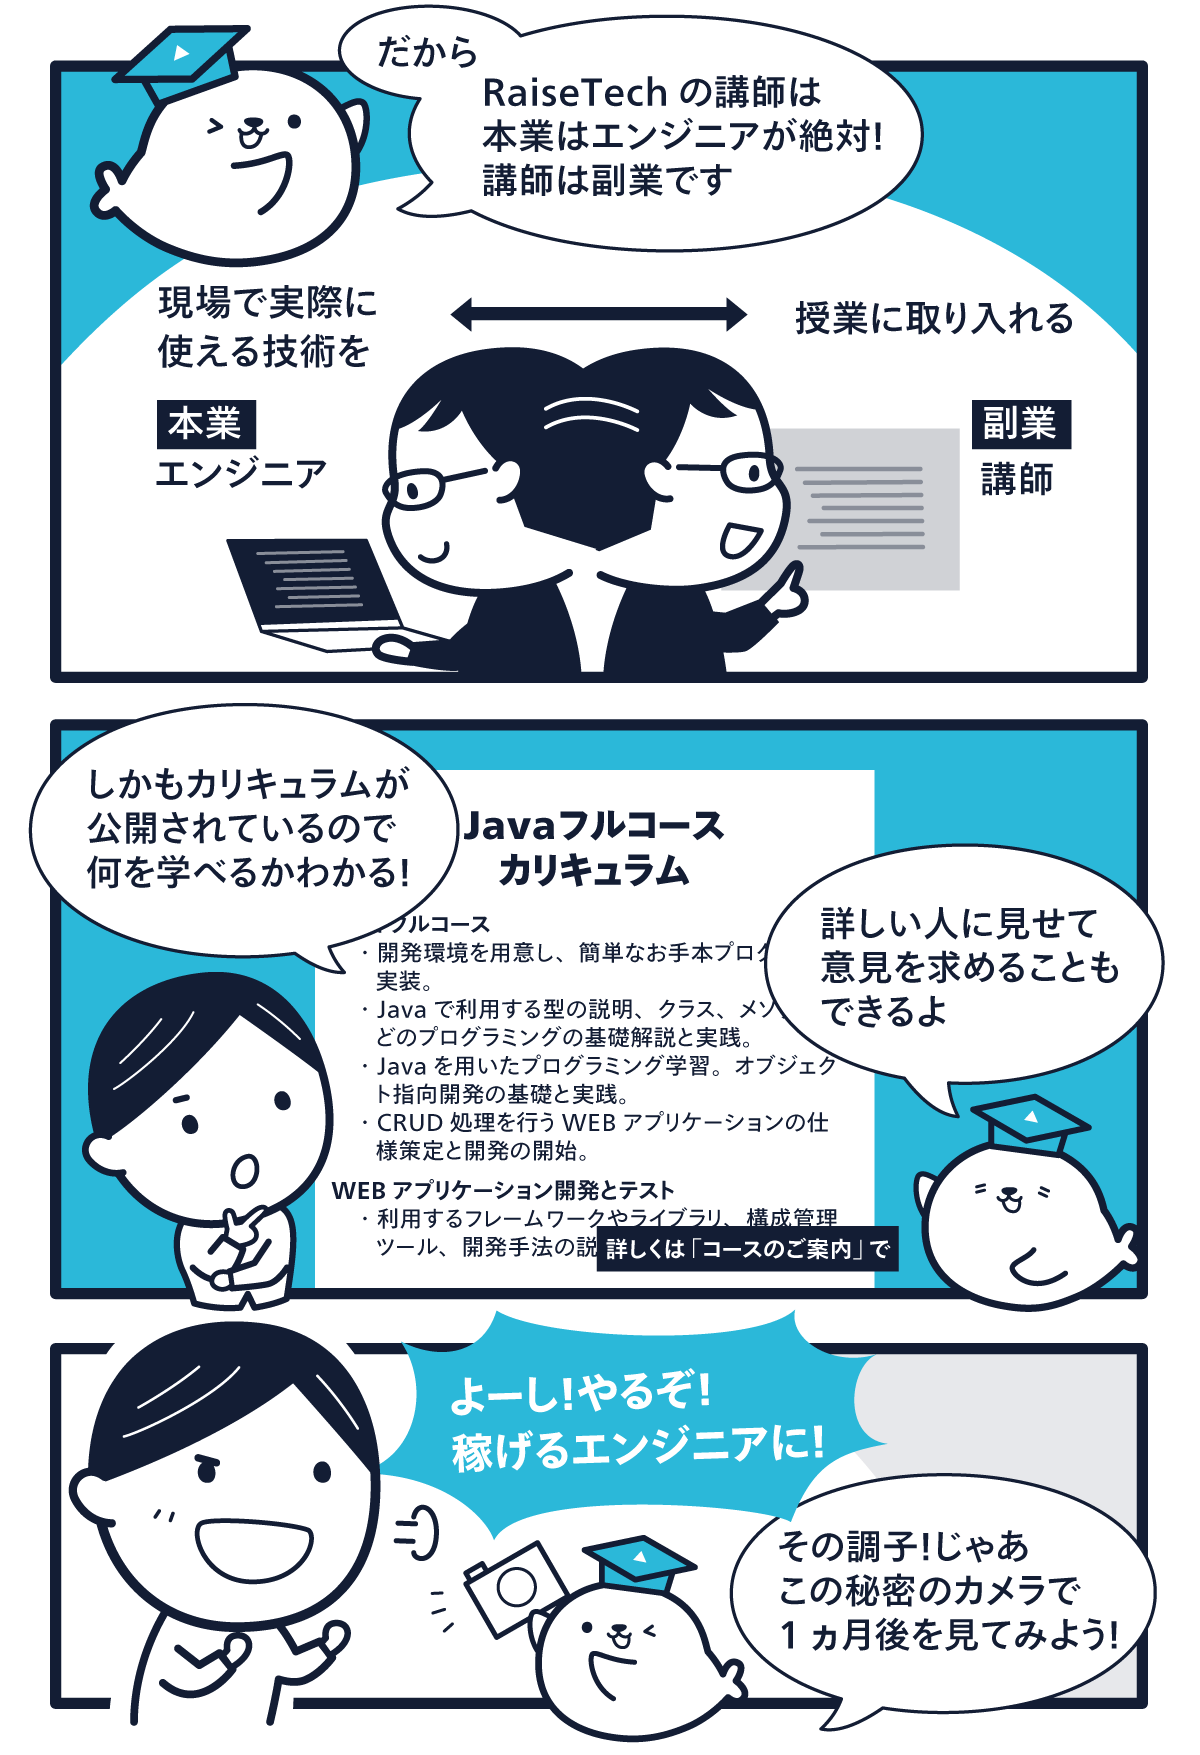 だから
RaiseTech の講師は
本業はエンジニアが絶対!
講師は副業です
現場で実際に
使える技術を
授業に取り入れる
本業
エンジニア
副業
講師
しかもカリキュラムが
公開されているので
何を学べるかわかる!
Javaフルコース
カリキュラム
フルコース
・開発環境を用意し、簡単なお手本プログ
実装。
・Java で利用する型の説明、クラス、メソ
どのプログラミングの基礎解説と実践。
・Java を用いたプログラミング学習。オブジェク
ト指向開発の基礎と実践。
・CRUD 処理を行う WEB アプリケーションの仕
様策定と開発の開始。
WEB アプリケーション開発とテスト
・利用するフレームワークやライブラリ、構成管理
ツール、開発手法の説
詳しくは「コースのご案内」で
詳しい人に見せて
意見を求めることも
できるよ
よーし!やるぞ!
稼げるエンジニアに!
その調子!じゃあ
この秘密のカメラで
1 ヵ月後を見てみよう!